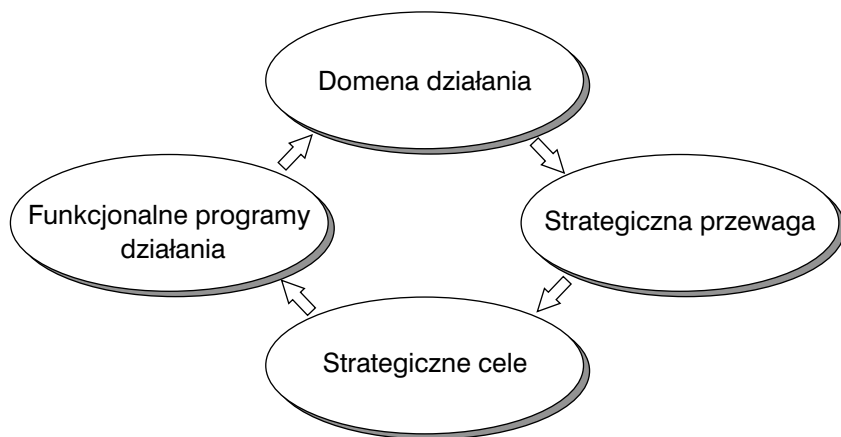 Domena działania
Funkcjonalne programy
działania
Strategiczna przewaga
Strategiczne cele